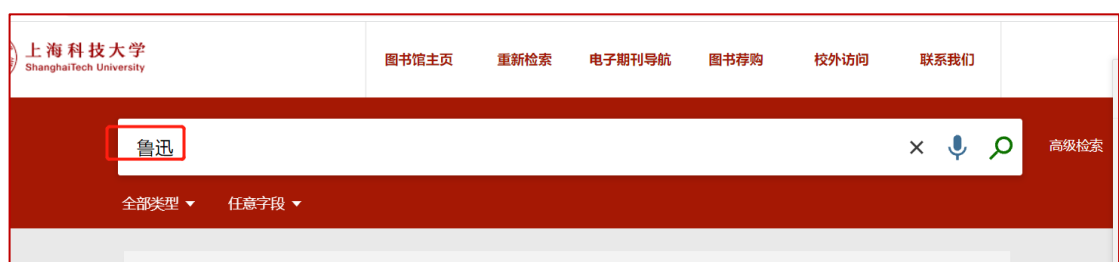 上海科技大学
ShanghaiTech University
图书馆主页 重新检索 电子期刊导航 图书荐购 校外访问 联系我们
鲁迅
高级检索
全部类型 任意字段